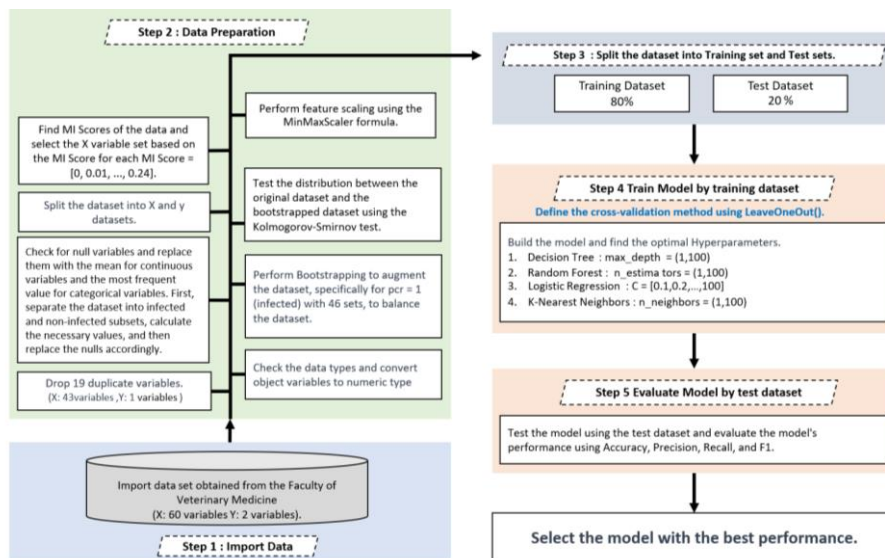 Step 2 : Data Preparation
Perform feature scaling using the
MinMaxScaler formula.
Find MI Scores of the data and
select the X variable set based on
the MI Score for each MI Score =
[0, 0.01, ..., 0.24].
Test the distribution between the
original dataset and the
bootstrapped dataset using the
Kolmogorov-Smirnov test.
Split the dataset into X and y
datasets.
Check for null variables and replace
them with the mean for continuous
variables and the most frequent
value for categorical variables. First,
separate the dataset into infected
and non-infected subsets, calculate
the necessary values, and then
replace the nulls accordingly.
Perform Bootstrapping to augment
the dataset, specifically for pcr = 1
(infected) with 46 sets, to balance
the dataset.
Check the data types and convert
object variables to numeric type
Drop 19 duplicate variables.
(X: 43variables ,Y: 1 variables )
Import data set obtained from the Faculty of
Veterinary Medicine
(X: 60 variables Y: 2 variables).
Step 1 : Import Data
Step 3 : Split the dataset into Training set and Test sets.
Training Dataset
80%
Test Dataset
20 %
Step 4 Train Model by training dataset
Define the cross-validation method using LeaveOneOut().
Build the model and find the optimal Hyperparameters.
1. Decision Tree : max_depth = (1,100)
2. Random Forest : n_estima tors = (1,100)
3. Logistic Regression : C = [0.1,0.2,...,100]
4. K-Nearest Neighbors : n_neighbors = (1,100)
Step 5 Evaluate Model by test dataset
Test the model using the test dataset and evaluate the model's
performance using Accuracy, Precision, Recall, and F1.
Select the model with the best performance.